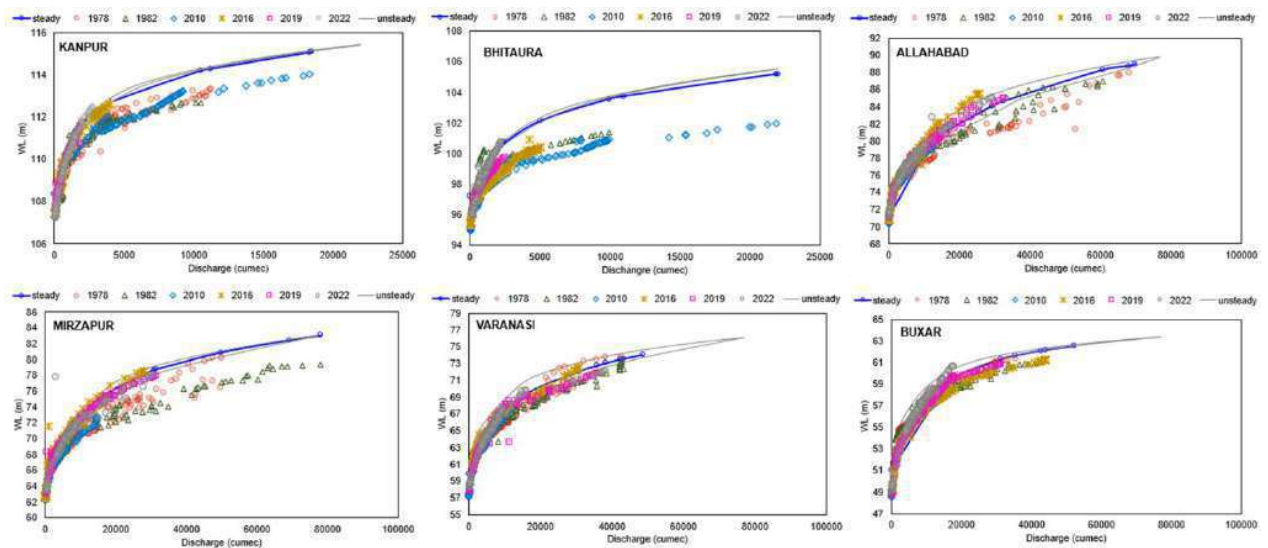 steady 1978 1982 2010 2016 2019 2022 unsteady
KANPUR
WL (m)
116
114
112
110
108
106
0 5000 10000 15000 20000 25000
Discharge (cumec)
steady 1978 1982 2010 2016 2019 2022 unsteady
BHITAURA
WL (m)
108
106
104
102
100
98
96
94
0 5000 10000 15000 20000 25000
Dischangre (cumec)
steady 1978 1982 2010 2016 2019 2022 unsteady
ALLAHABAD
WL (m)
92
90
88
86
84
82
80
78
76
74
72
70
68
0 20000 40000 60000 80000 100000
Discharge (cumec)
steady 1978 1982 2010 2016 2019 2022 unsteady
MIRZAPUR
WL (m)
86
84
82
80
78
76
74
72
70
68
66
64
62
60
0 20000 40000 60000 80000 100000
Discharge (cumec)
steady 1978 1982 2010 2016 2019 2022 unsteady
VARANASI
WL (m)
79
77
75
73
71
69
67
65
63
61
59
57
55
0 20000 40000 60000 80000 100000
Discharge (cumec)
steady 1978 1982 2010 2016 2019 2022 unsteady
BUXAR
WL (m)
65
63
61
59
57
55
53
51
49
47
0 20000 40000 60000 80000 100000
Discharge (cumec)